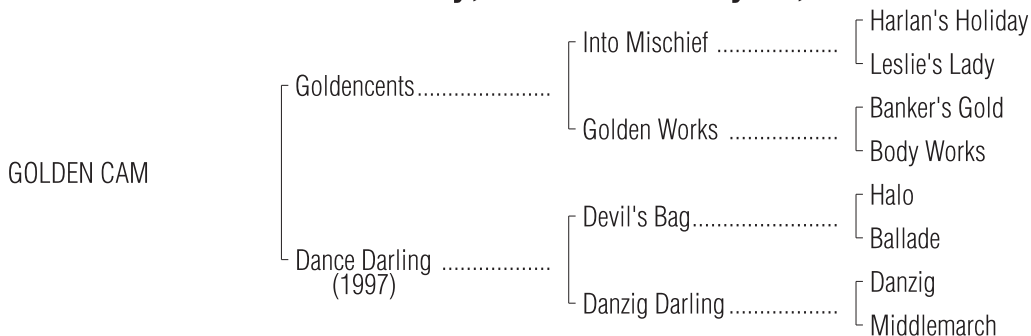 Harlan's Holiday
Into Mischief ....................
Leslie's Lady
Goldencents......................
Banker's Gold
Golden Works ..................
Body Works
GOLDEN CAM
Halo
Devil's Bag........................
Ballade
Dance Darling ..................
(1997)
Danzig
Danzig Darling..................
Middlemarch